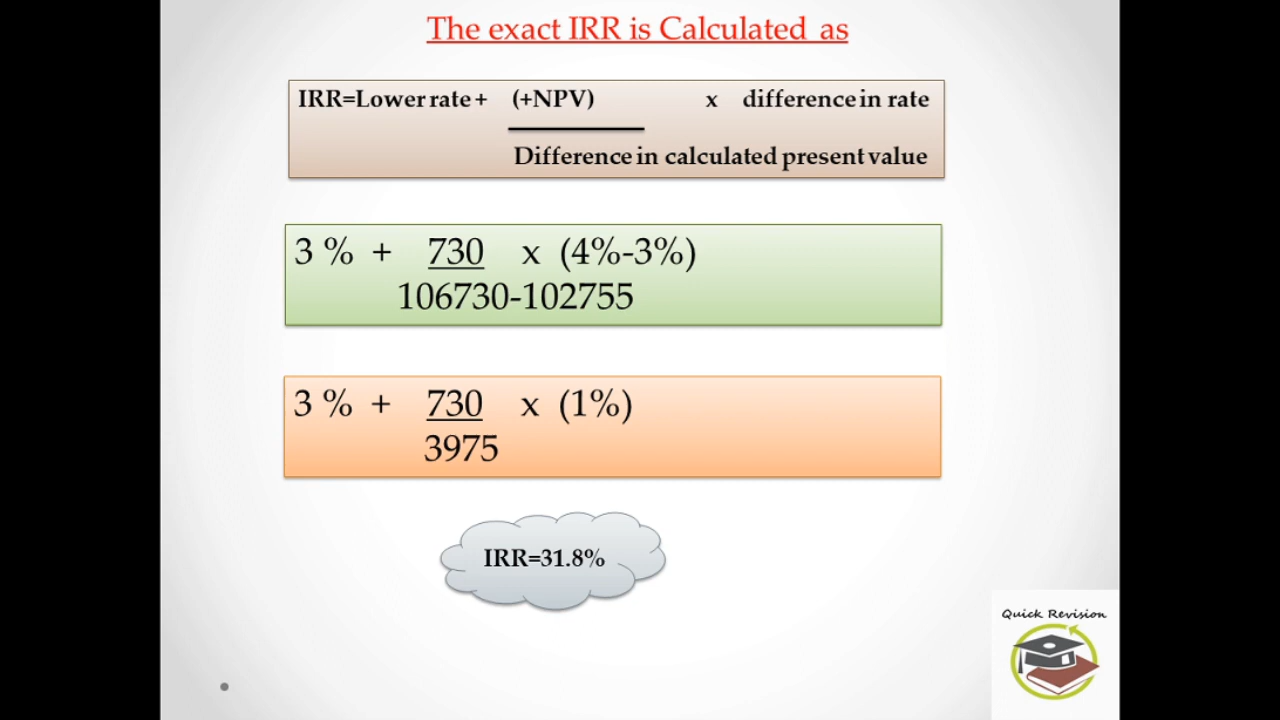 The exact IRR is Calculated as
IRR=Lower rate + (+NPV) x difference in rate
Difference in calculated present value
3 % + 730 x (4%-3%)
106730-102755
3 % + 730 x (1%)
3975
IRR=31.8%
Quick Revision